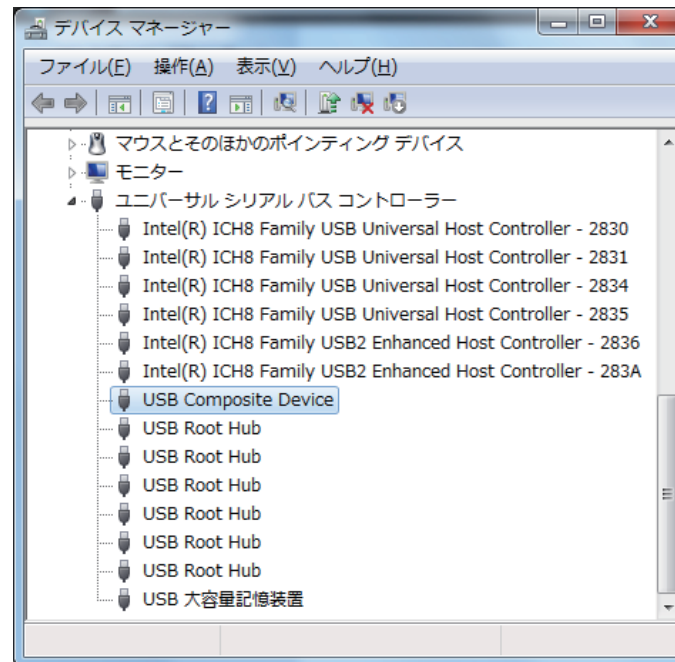 デバイス マネージャー
ファイル(F) 操作(A) 表示(V) ヘルプ(H)
マウスとそのほかのポインティング デバイス
モニター
ユニバーサル シリアル バス コントローラー
Intel(R) ICH8 Family USB Universal Host Controller - 2830
Intel(R) ICH8 Family USB Universal Host Controller - 2831
Intel(R) ICH8 Family USB Universal Host Controller - 2834
Intel(R) ICH8 Family USB Universal Host Controller - 2835
Intel(R) ICH8 Family USB2 Enhanced Host Controller - 2836
Intel(R) ICH8 Family USB2 Enhanced Host Controller - 283A
USB Composite Device
USB Root Hub
USB Root Hub
USB Root Hub
USB Root Hub
USB Root Hub
USB Root Hub
USB 大容量記憶装置